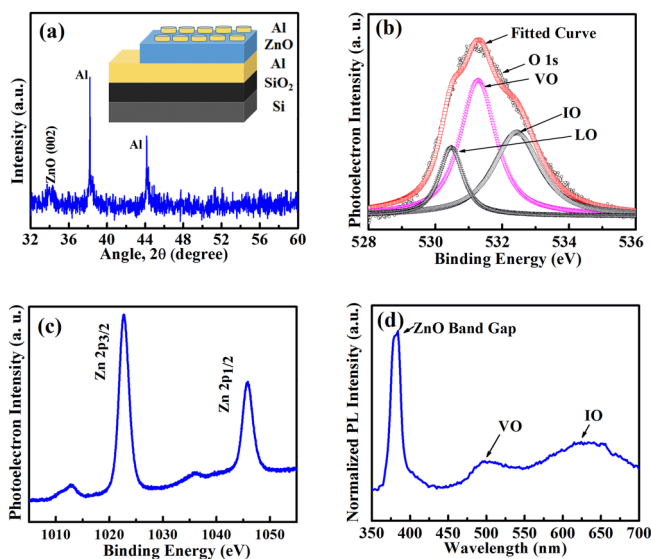 (a)
Al
ZnO
Al
SiO2
Si
ZnO (002)
Al
Al
Intensity (a.u.)
32 36 40 44 48 52 56 60
Angle, 2θ (degree)
(b)
Fitted Curve
O 1s
VO
IO
LO
Photoelectron Intensity (a. u.)
528 530 532 534 536
Binding Energy (eV)
(c)
Zn 2p3/2
Zn 2p1/2
Photoelectron Intensity (a. u.)
1010 1020 1030 1040 1050
Binding Energy (eV)
(d)
ZnO Band Gap
VO
IO
Normalized PL Intensity (a. u.)
350 400 450 500 550 600 650 700
Wavelength (nm)